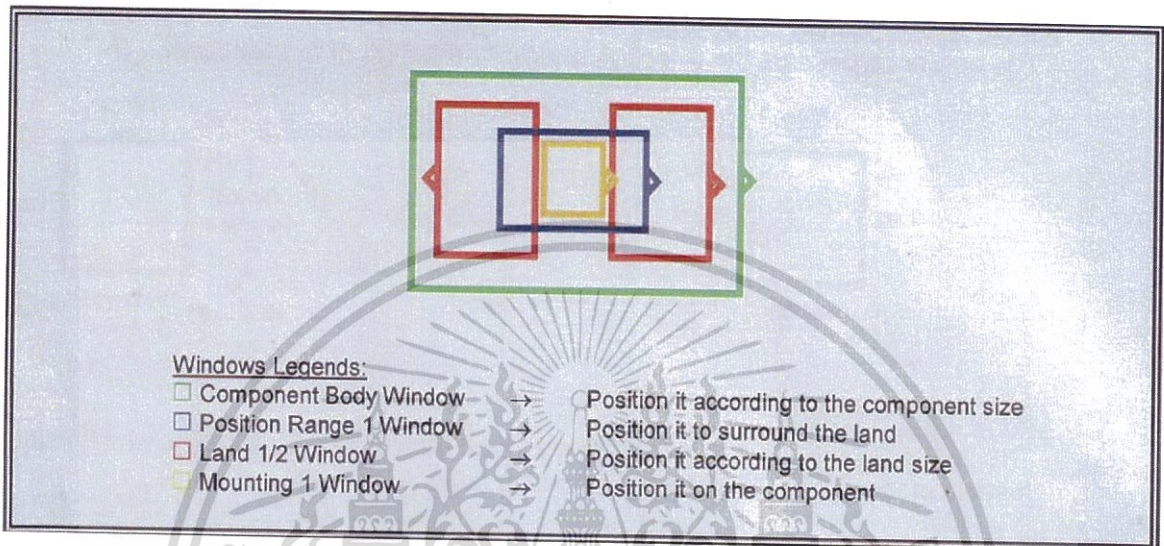 Windows Legends:
Component Body Window → Position it according to the component size
Position Range 1 Window → Position it to surround the land
Land 1/2 Window → Position it according to the land size
Mounting 1 Window → Position it on the component